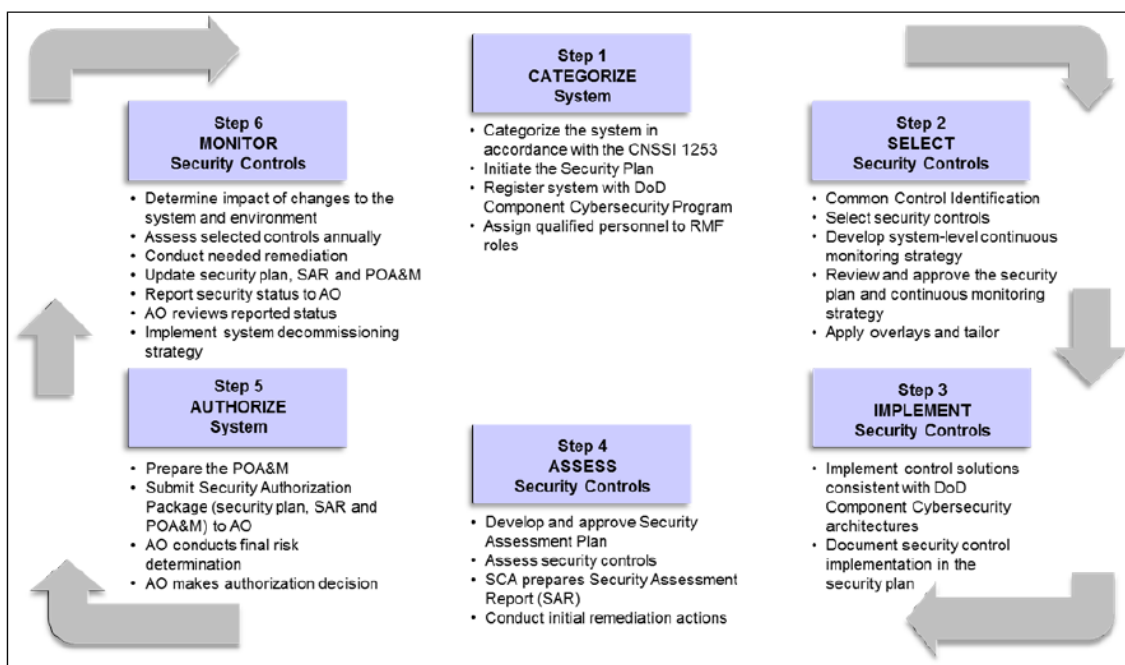 Step 1
CATEGORIZE
System
• Categorize the system in
accordance with the CNSSI 1253
• Initiate the Security Plan
• Register system with DoD
Component Cybersecurity Program
• Assign qualified personnel to RMF
roles
Step 2
SELECT
Security Controls
• Common Control Identification
• Select security controls
• Develop system-level continuous
monitoring strategy
• Review and approve the security
plan and continuous monitoring
strategy
• Apply overlays and tailor
Step 3
IMPLEMENT
Security Controls
• Implement control solutions
consistent with DoD
Component Cybersecurity
architectures
• Document security control
implementation in the
security plan
Step 4
ASSESS
Security Controls
• Develop and approve Security
Assessment Plan
• Assess security controls
• SCA prepares Security Assessment
Report (SAR)
• Conduct initial remediation actions
Step 5
AUTHORIZE
System
• Prepare the POA&M
• Submit Security Authorization
Package (security plan, SAR and
POA&M) to AO
• AO conducts final risk
determination
• AO makes authorization decision
Step 6
MONITOR
Security Controls
• Determine impact of changes to the
system and environment
• Assess selected controls annually
• Conduct needed remediation
• Update security plan, SAR and POA&M
• Report security status to AO
• AO reviews reported status
• Implement system decommissioning
strategy